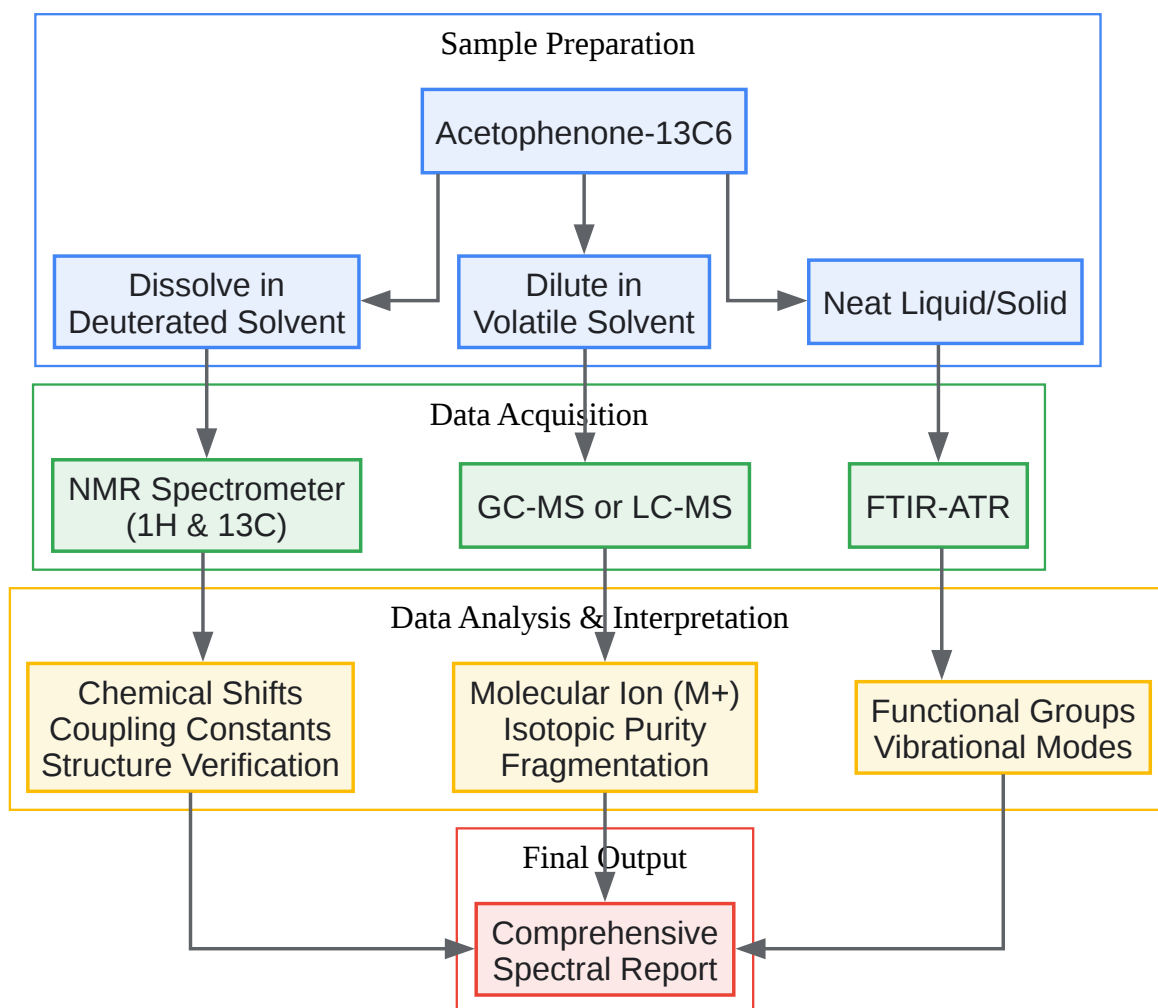 Sample Preparation
Acetophenone-13C6
Dissolve in
Deuterated Solvent
Dilute in
Volatile Solvent
Neat Liquid/Solid
Data Acquisition
NMR Spectrometer
(1H & 13C)
GC-MS or LC-MS
FTIR-ATR
Data Analysis & Interpretation
Chemical Shifts
Coupling Constants
Structure Verification
Molecular Ion (M+)
Isotopic Purity
Fragmentation
Functional Groups
Vibrational Modes
Final Output
Comprehensive
Spectral Report